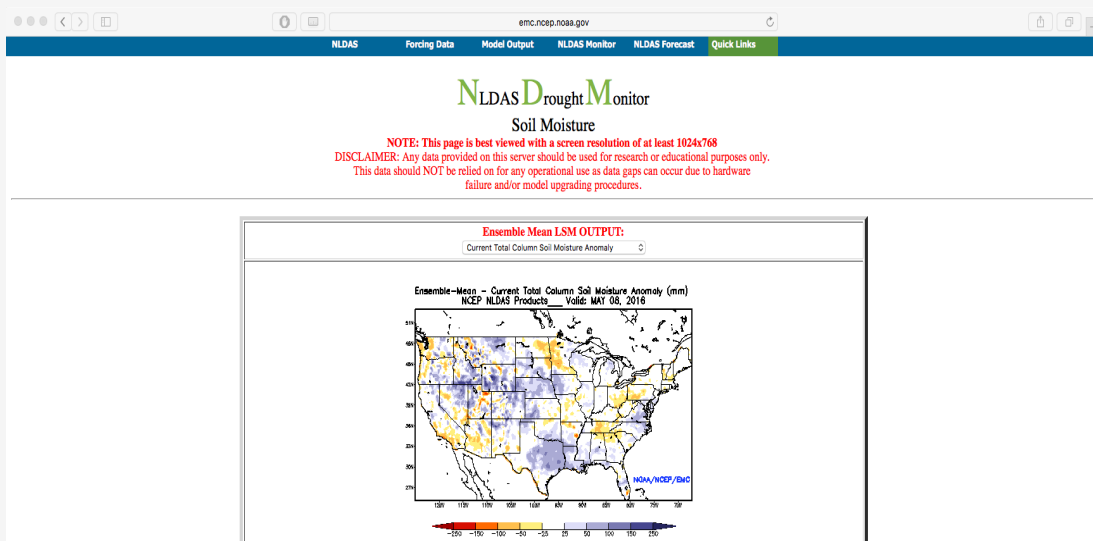 emc.ncep.noaa.gov
NLDAS Forcing Data Model Output NLDAS Monitor NLDAS Forecast Quick Links
NLDAS Drought Monitor
Soil Moisture
NOTE: This page is best viewed with a screen resolution of at least 1024x768
DISCLAIMER: Any data provided on this server should be used for research or educational purposes only.
This data should NOT be relied on for any operational use as data gaps can occur due to hardware
failure and/or model upgrading procedures.
Ensemble Mean LSM OUTPUT:
Current Total Column Soil Moisture Anomaly
Ensemble-Mean - Current Total Column Soil Moisture Anomaly (mm)
NCEP NLDAS Products___ Valid: MAY 08, 2016
NOAA/NCEP/EMC
-250 -150 -100 -50 -25 25 50 100 150 250